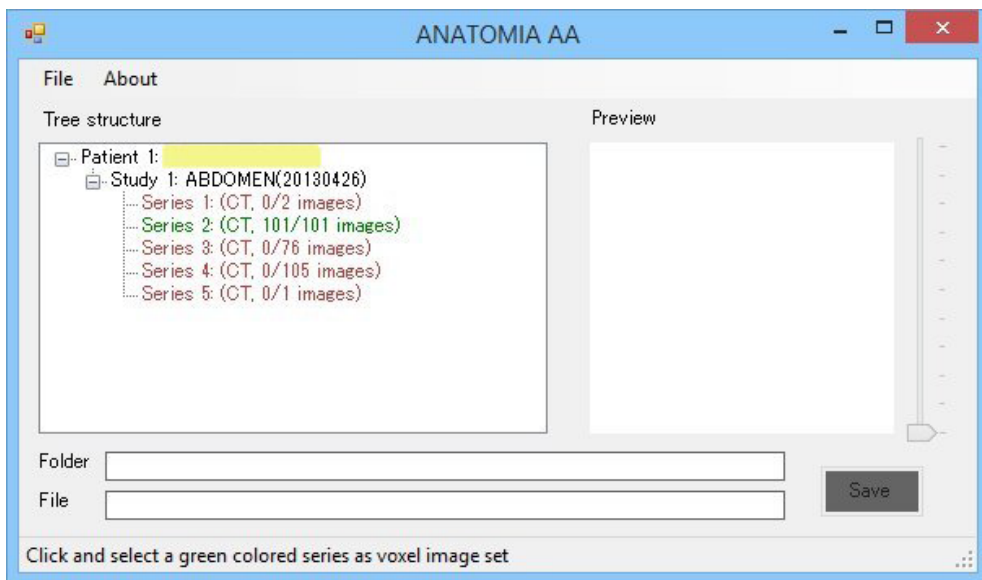 ANATOMIA AA
File About
Tree structure
Preview
Patient 1:
Study 1: ABDOMEN(20130426)
Series 1: (CT, 0/2 images)
Series 2: (CT, 101/101 images)
Series 3: (CT, 0/76 images)
Series 4: (CT, 0/105 images)
Series 5: (CT, 0/1 images)
Folder
File
Save
Click and select a green colored series as voxel image set